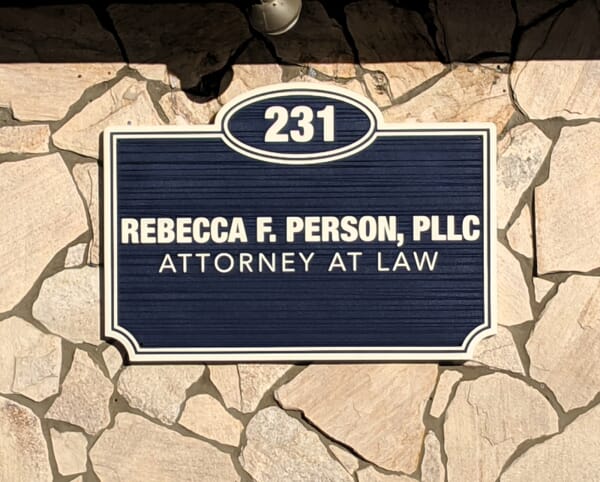 231
REBECCA F. PERSON, PLLC
ATTORNEY AT LAW